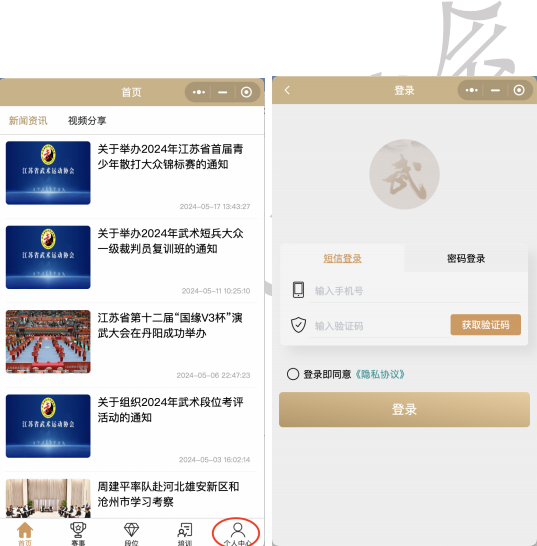 首页
新闻资讯 视频分享
江苏省武术运动协会
关于举办2024年江苏省首届青
少年散打大众锦标赛的通知
2024-05-17 13:43:27
江苏省武术运动协会
关于举办2024年武术短兵大众
一级裁判员复训班的通知
2024-05-11 10:25:10
江苏省第十二届“国缘V3杯”演
武大会在丹阳成功举办
2024-05-06 22:47:23
江苏省武术运动协会
关于组织2024年武术段位考评
活动的通知
2024-05-03 16:02:14
周建平率队赴河北雄安新区和
沧州市学习考察
首页 赛事 段位 培训 个人中心
登录
武
短信登录 密码登录
输入手机号
输入验证码 获取验证码
登录即同意《隐私协议》
登录